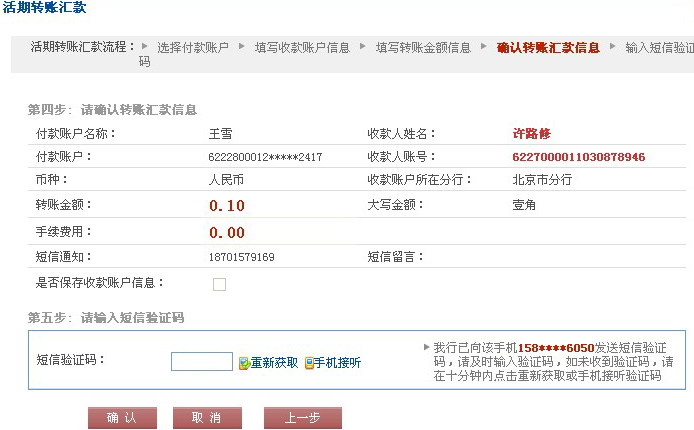 活期转账汇款
活期转账汇款流程： 选择付款账户 填写收款账户信息 填写转账金额信息 确认转账汇款信息 输入短信验证
码
第四步：请确认转账汇款信息
付款账户名称： 王雪 收款人姓名： 许路修
付款账户： 6222800012*****2417 收款人账号： 6227000011030878946
币种： 人民币 收款账户所在分行： 北京市分行
转账金额： 0.10 大写金额： 壹角
手续费用： 0.00
短信通知： 18701579169 短信留言：
是否保存收款账户信息：
第五步：请输入短信验证码
短信验证码： 重新获取 手机接听
我行已向该手机158****6050发送短信验证
码，请及时输入验证码，如未收到验证码，请
在十分钟内点击重新获取或手机接听验证码
确 认 取 消 上一步